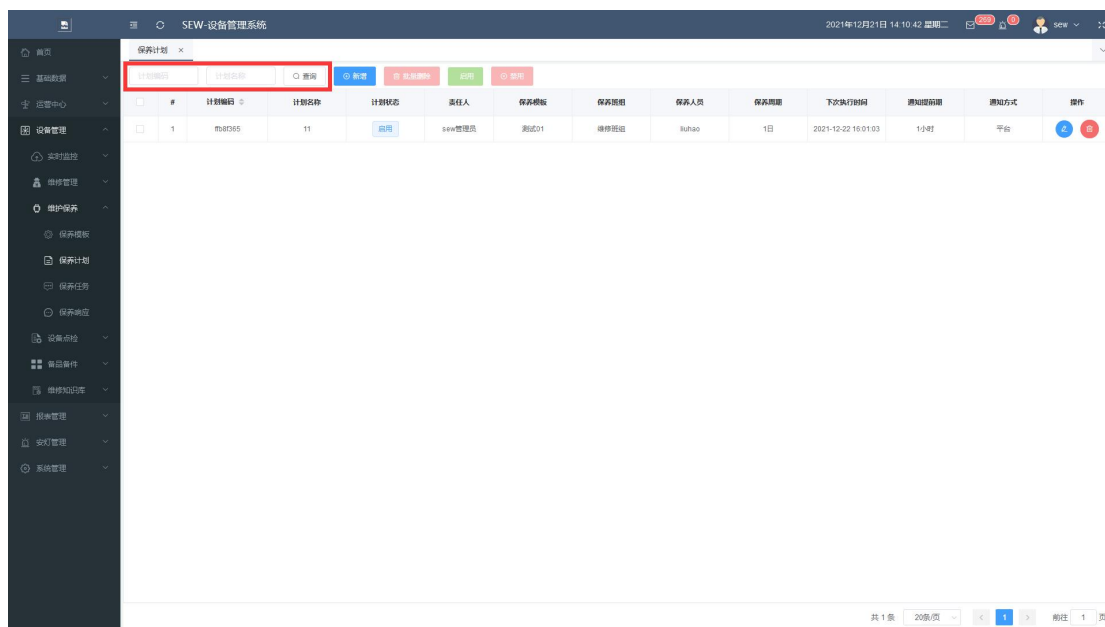 SEW-设备管理系统
2021年12月21日 14:10:42 星期二
269
0
sew
首页
基础数据
运营中心
设备管理
实时监控
维修管理
维护保养
保养模板
保养计划
保养任务
保养响应
设备点检
备品备件
维修知识库
报表管理
安灯管理
系统管理
保养计划 ×
计划编码 计划名称 查询 新增 批量删除 启用 禁用
# 计划编码 计划名称 计划状态 责任人 保养模板 保养班组 保养人员 保养周期 下次执行时间 通知提前期 通知方式 操作
1 ffb8f365 11 启用 sew管理员 测试01 维修班组 liuhao 1日 2021-12-22 16:01:03 1小时 平台
共 1 条 20条/页 < 1 > 前往 1 页